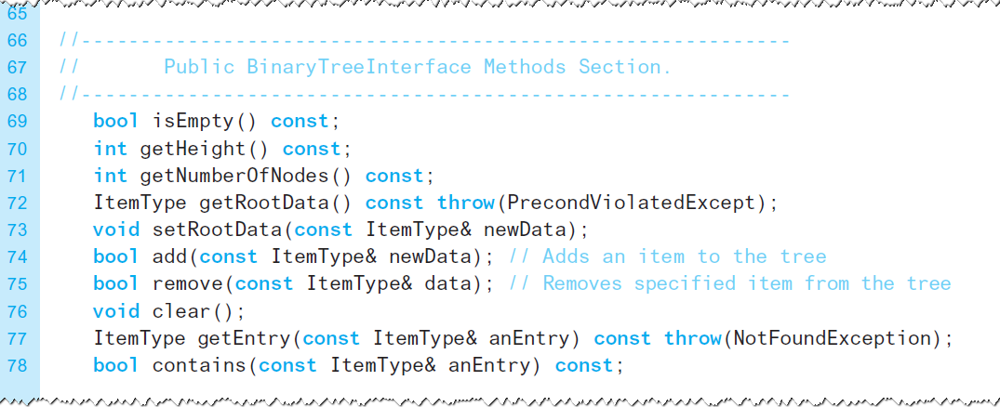 65
66 //------------------------------------------------------------
67 //       Public BinaryTreeInterface Methods Section.
68 //------------------------------------------------------------
69    bool isEmpty() const;
70    int getHeight() const;
71    int getNumberOfNodes() const;
72    ItemType getRootData() const throw(PrecondViolatedExcept);
73    void setRootData(const ItemType& newData);
74    bool add(const ItemType& newData); // Adds an item to the tree
75    bool remove(const ItemType& data); // Removes specified item from the tree
76    void clear();
77    ItemType getEntry(const ItemType& anEntry) const throw(NotFoundException);
78    bool contains(const ItemType& anEntry) const;